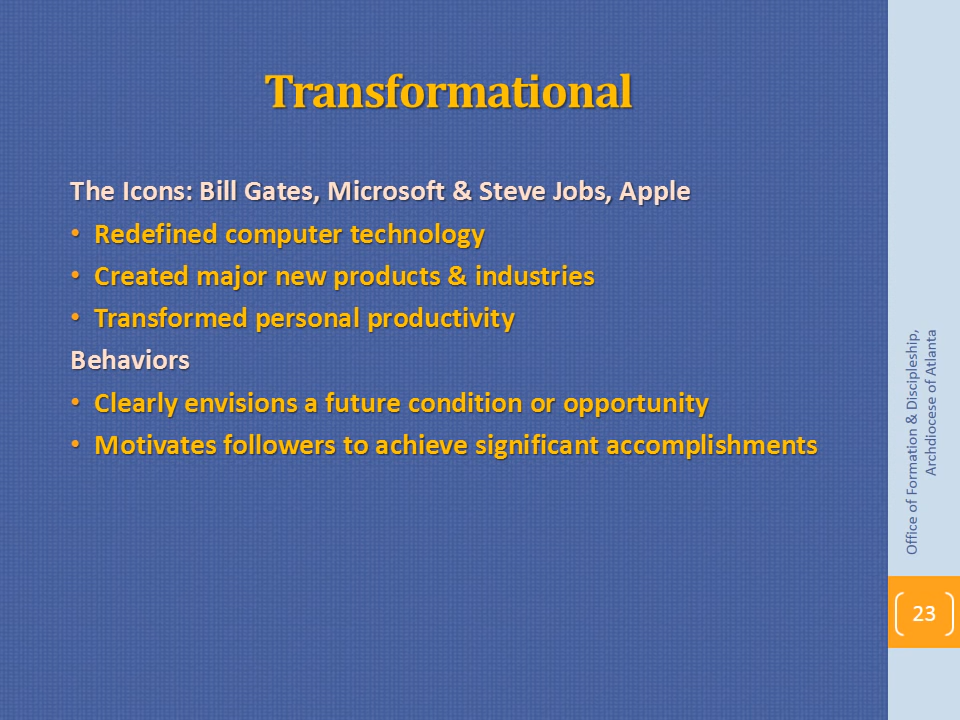 Transformational
The Icons: Bill Gates, Microsoft & Steve Jobs, Apple
• Redefined computer technology
• Created major new products & industries
• Transformed personal productivity
Behaviors
• Clearly envisions a future condition or opportunity
• Motivates followers to achieve significant accomplishments
Office of Formation & Discipleship,
Archdiocese of Atlanta
23